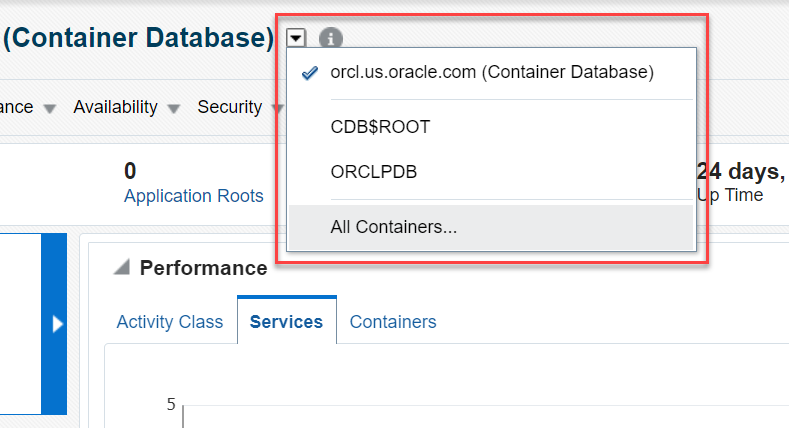 (Container Database)
orcl.us.oracle.com (Container Database)
ance Availability Security
CDB$ROOT
ORCLPDB
0
Application Roots
24 days,
Up Time
All Containers...
Performance
Activity Class Services Containers
5